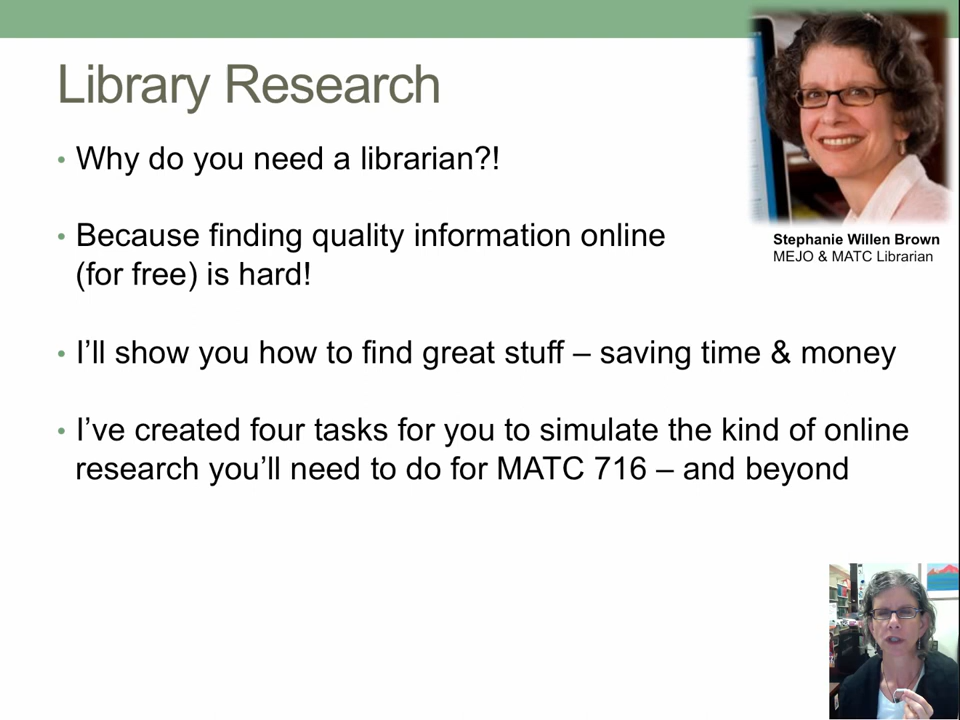 Library Research
• Why do you need a librarian?!
• Because finding quality information online
(for free) is hard!
Stephanie Willen Brown
MEJO & MATC Librarian
• I’ll show you how to find great stuff – saving time & money
• I’ve created four tasks for you to simulate the kind of online
research you’ll need to do for MATC 716 – and beyond